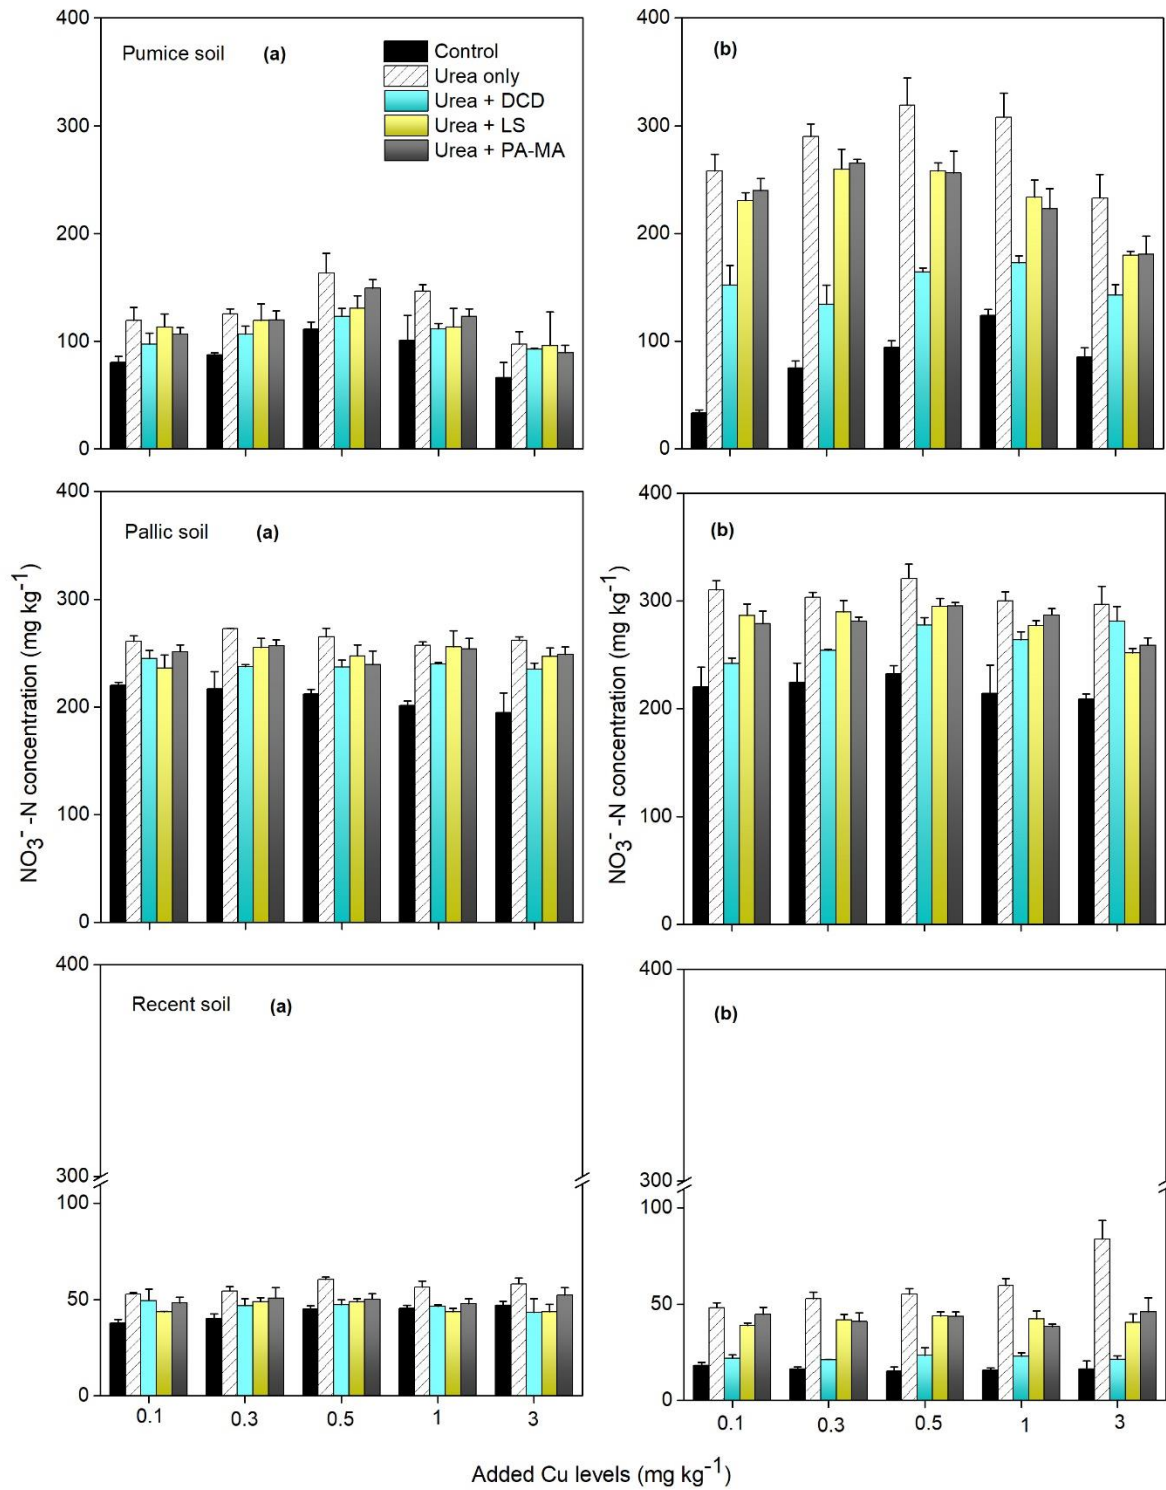 400
300
200
100
0
Pumice soil (a)
Control
Urea only
Urea + DCD
Urea + LS
Urea + PA-MA
400
300
200
100
0
(b)
400
300
200
100
0
Pallic soil (a)
NO₃⁻ -N concentration (mg kg⁻¹)
400
300
200
100
0
(b)
NO₃⁻ -N concentration (mg kg⁻¹)
400
300
100
50
0
Recent soil (a)
0.1 0.3 0.5 1 3
400
300
100
50
0
(b)
0.1 0.3 0.5 1 3
Added Cu levels (mg kg⁻¹)